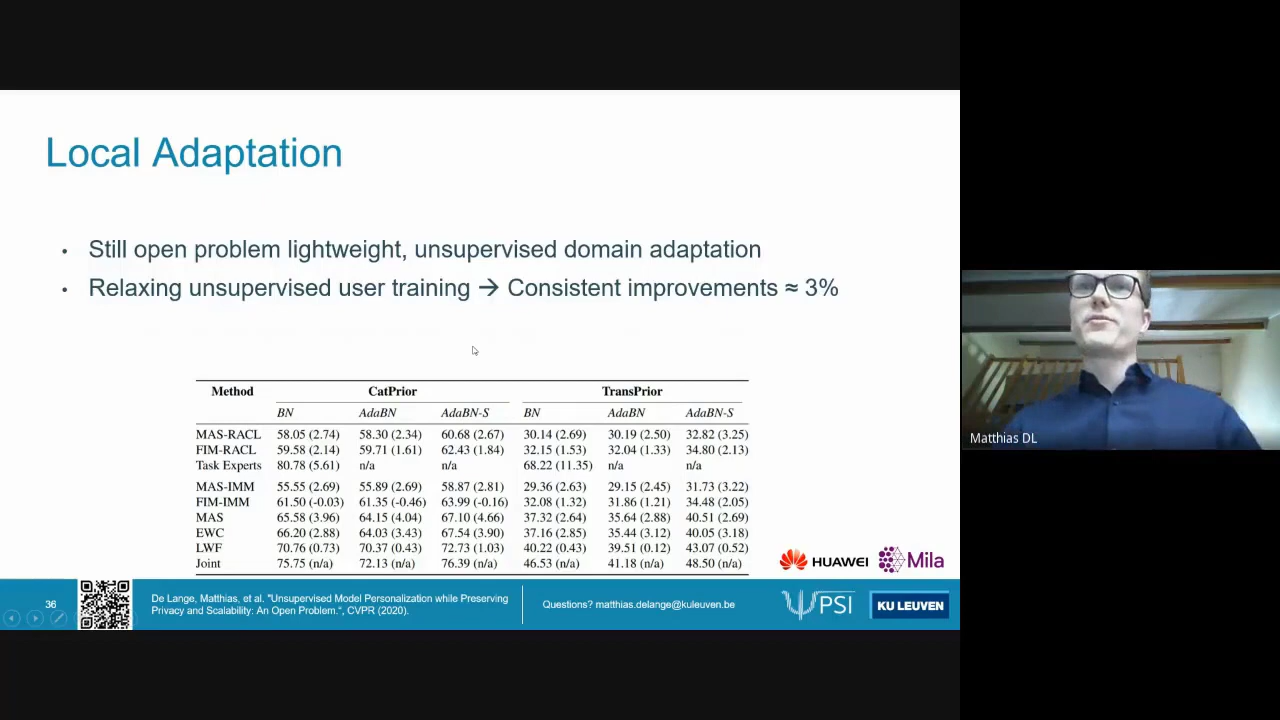 Local Adaptation
• Still open problem lightweight, unsupervised domain adaptation
• Relaxing unsupervised user training → Consistent improvements ≈ 3%
Method CatPrior TransPrior
BN AdaBN AdaBN-S BN AdaBN AdaBN-S
MAS-RACL 58.05 (2.74) 58.30 (2.34) 60.68 (2.67) 30.14 (2.69) 30.19 (2.50) 32.82 (3.25)
FIM-RACL 59.58 (2.14) 59.71 (1.61) 62.43 (1.84) 32.15 (1.53) 32.04 (1.33) 34.80 (2.13)
Task Experts 80.78 (5.61) n/a n/a 68.22 (11.35) n/a n/a
MAS-IMM 55.55 (2.69) 55.89 (2.69) 58.87 (2.81) 29.36 (2.63) 29.15 (2.45) 31.73 (3.22)
FIM-IMM 61.50 (-0.03) 61.35 (-0.46) 63.99 (-0.16) 32.08 (1.32) 31.86 (1.21) 34.48 (2.05)
MAS 65.58 (3.96) 64.15 (4.04) 67.10 (4.66) 37.32 (2.64) 35.64 (2.88) 40.51 (2.69)
EWC 66.20 (2.88) 64.03 (3.43) 67.54 (3.90) 37.16 (2.85) 35.44 (3.12) 40.05 (3.18)
LWF 70.76 (0.73) 70.37 (0.43) 72.73 (1.03) 40.22 (0.43) 39.51 (0.12) 43.07 (0.52)
Joint 75.75 (n/a) 72.13 (n/a) 76.39 (n/a) 46.53 (n/a) 41.18 (n/a) 48.50 (n/a)
HUAWEI Mila
36
De Lange, Matthias, et al. "Unsupervised Model Personalization while Preserving
Privacy and Scalability: An Open Problem.“, CVPR (2020).
Questions? matthias.delange@kuleuven.be
PSI
KU LEUVEN
Matthias DL